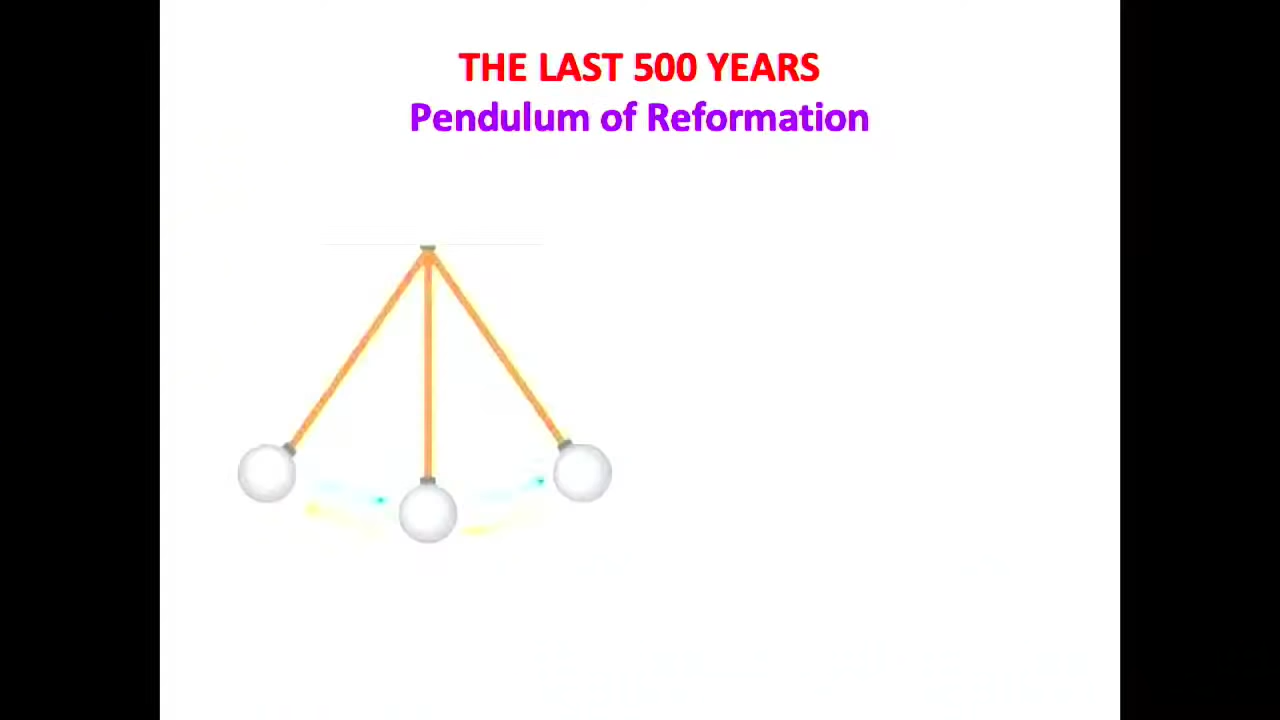 THE LAST 500 YEARS
Pendulum of Reformation